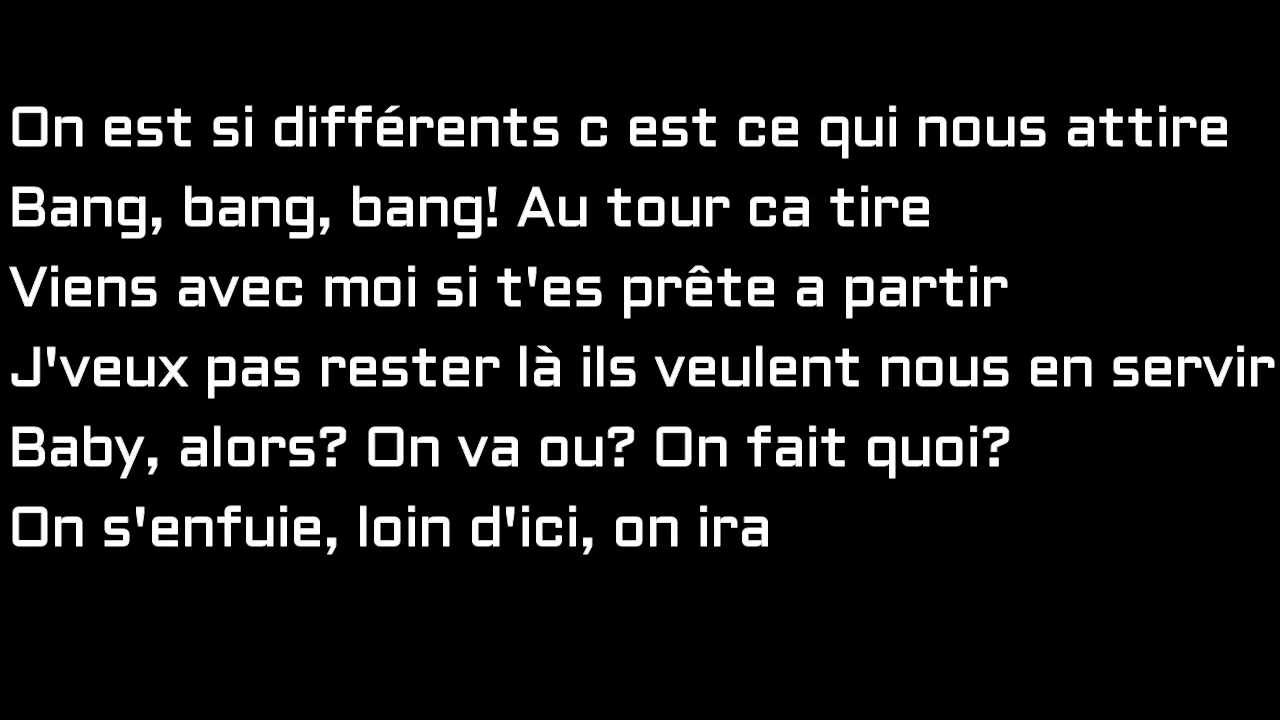 On est si différents c est ce qui nous attire
Bang, bang, bang! Au tour ca tire
Viens avec moi si t'es prête a partir
J'veux pas rester là ils veulent nous en servir
Baby, alors? On va ou? On fait quoi?
On s'enfuie, loin d'ici, on ira